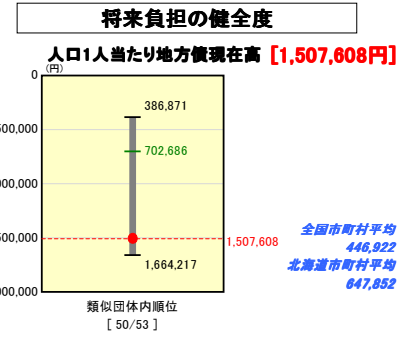 将来負担の健全度
人口1人当たり地方債現在高 [1,507,608円]
(円)
0
386,871
500,000
702,686
000,000
500,000
1,507,608
全国市町村平均
446,922
北海道市町村平均
647,852
1,664,217
000,000
類似団体内順位
[ 50/53 ]